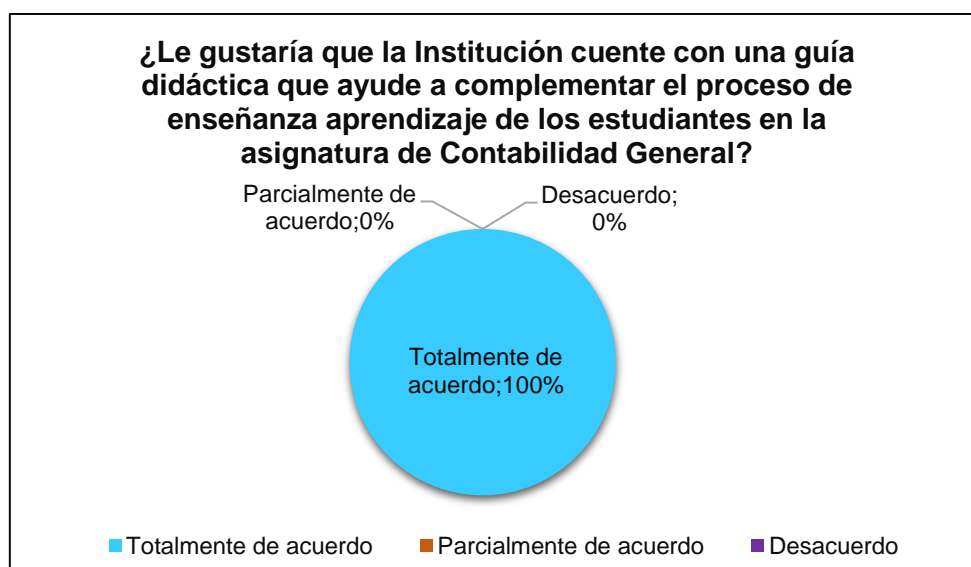 ¿Le gustaría que la Institución cuente con una guía
didáctica que ayude a complementar el proceso de
enseñanza aprendizaje de los estudiantes en la
asignatura de Contabilidad General?
Parcialmente de
acuerdo;0%
Desacuerdo;
0%
Totalmente de
acuerdo;100%
Totalmente de acuerdo
Parcialmente de acuerdo
Desacuerdo